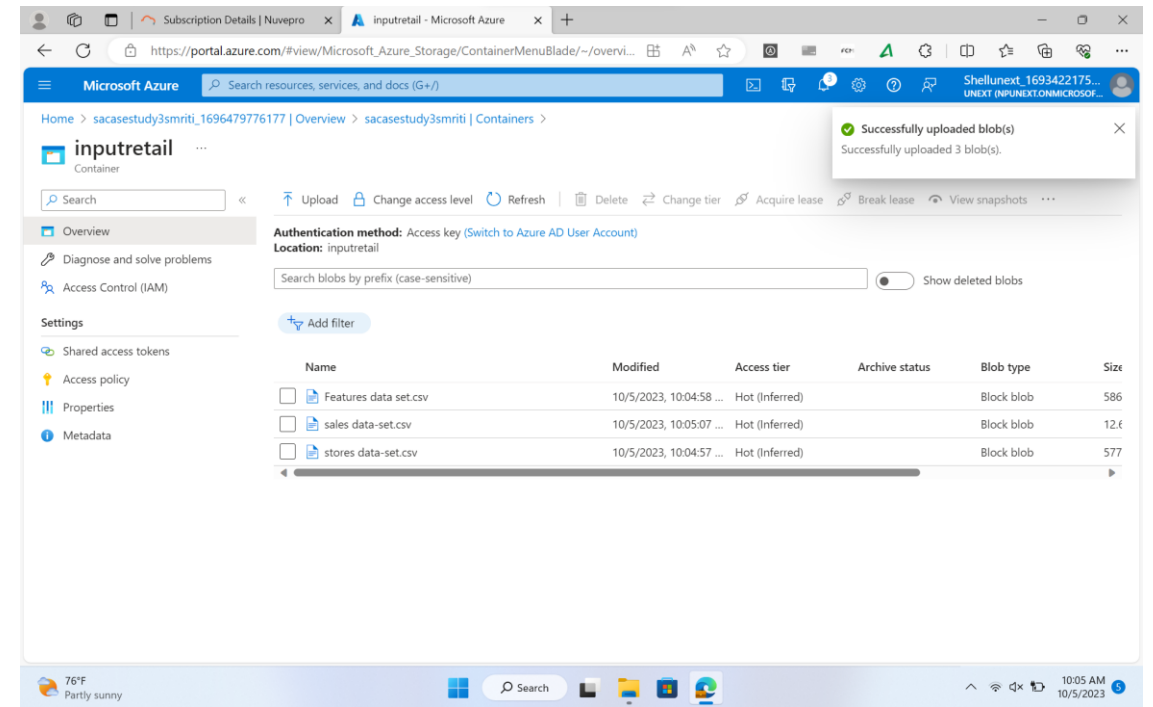 Subscription Details | Nuvepro
inputretail - Microsoft Azure
https://portal.azure.com/#view/Microsoft_Azure_Storage/ContainerMenuBlade/~/overvi...
Microsoft Azure
Search resources, services, and docs (G+/)
3
Shellunext_1693422175...
UNEXT (NPUNEXT.ONMICROSOF...
Home > sacasestudy3smriti_1696479776177 | Overview > sacasestudy3smriti | Containers >
Successfully uploaded blob(s)
Successfully uploaded 3 blob(s).
inputretail ...
Container
Search
«
Upload Change access level Refresh Delete Change tier Acquire lease Break lease View snapshots ...
Overview
Diagnose and solve problems
Access Control (IAM)
Settings
Shared access tokens
Access policy
Properties
Metadata
Authentication method: Access key (Switch to Azure AD User Account)
Location: inputretail
Search blobs by prefix (case-sensitive)
Show deleted blobs
Add filter
Name Modified Access tier Archive status Blob type Size
Features data set.csv 10/5/2023, 10:04:58 ... Hot (Inferred) Block blob 586
sales data-set.csv 10/5/2023, 10:05:07 ... Hot (Inferred) Block blob 12.6
stores data-set.csv 10/5/2023, 10:04:57 ... Hot (Inferred) Block blob 577
76°F
Partly sunny
Search
10:05 AM
10/5/2023
5